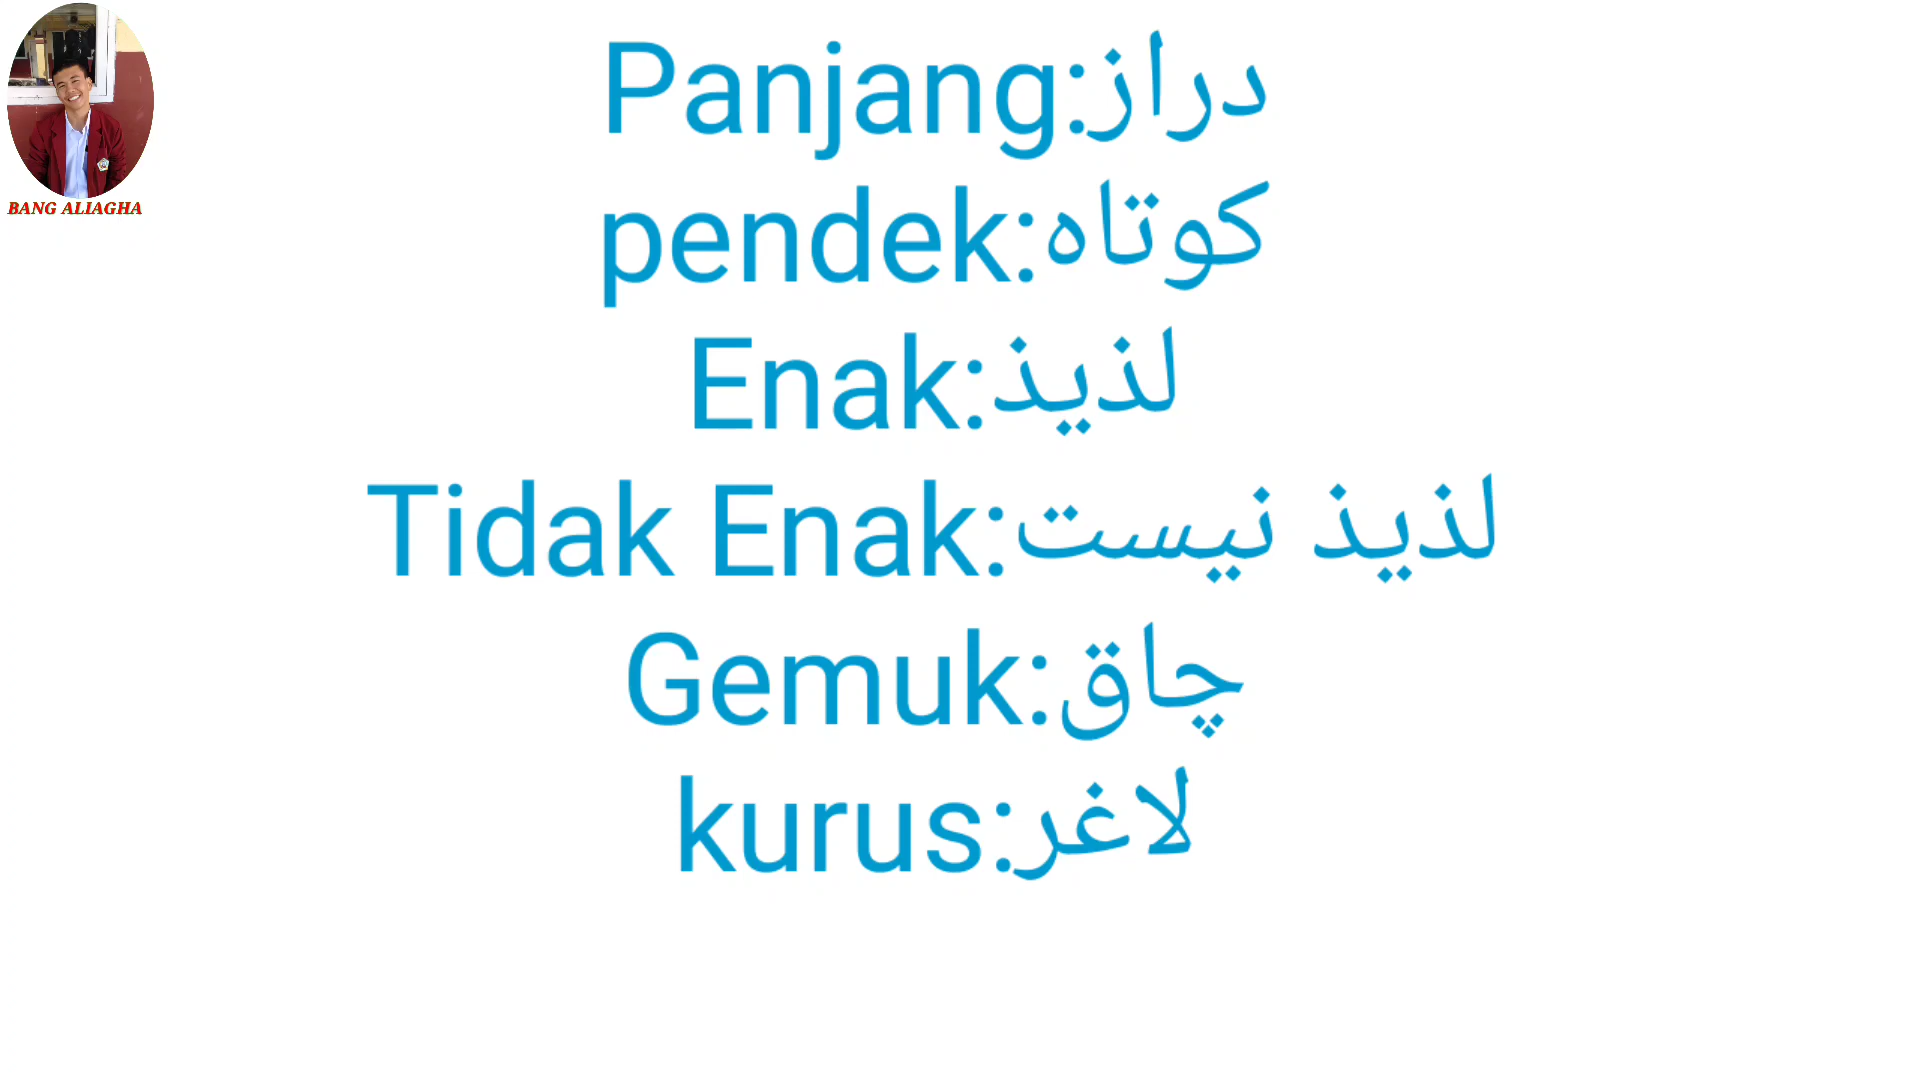 BANG ALIAGHA
Panjang:دراز
pendek:کوتاه
Enak:لذیذ
Tidak Enak:لذیذ نیست
Gemuk:چاق
kurus:لاغر